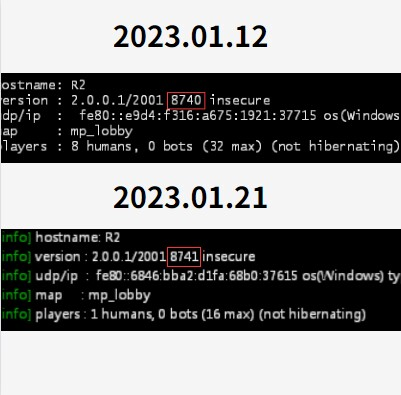 2023.01.12
ostname: R2
ersion : 2.0.0.1/2001 8740 insecure
dp/ip : fe80::e9d4:f316:a675:1921:37715 os(Windows
ap : mp_lobby
layers : 8 humans, 0 bots (32 max) (not hibernating)
2023.01.21
info] hostname: R2
info] version : 2.0.0.1/2001 8741 insecure
info] udp/ip : fe80::6846:bba2:d1fa:68b0:37615 os(Windows) ty
info] map : mp_lobby
info] players : 1 humans, 0 bots (16 max) (not hibernating)